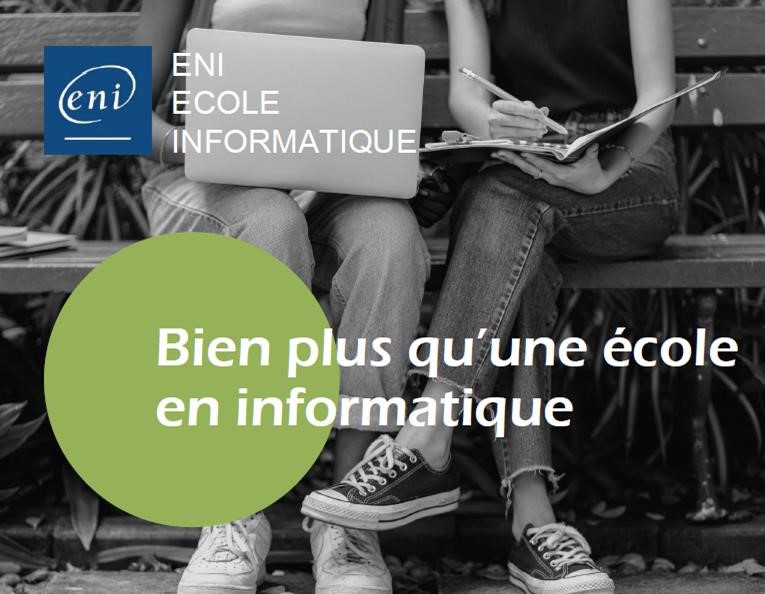 eni
ENI
ECOLE
INFORMATIQUE
Bien plus qu'une école
en informatique